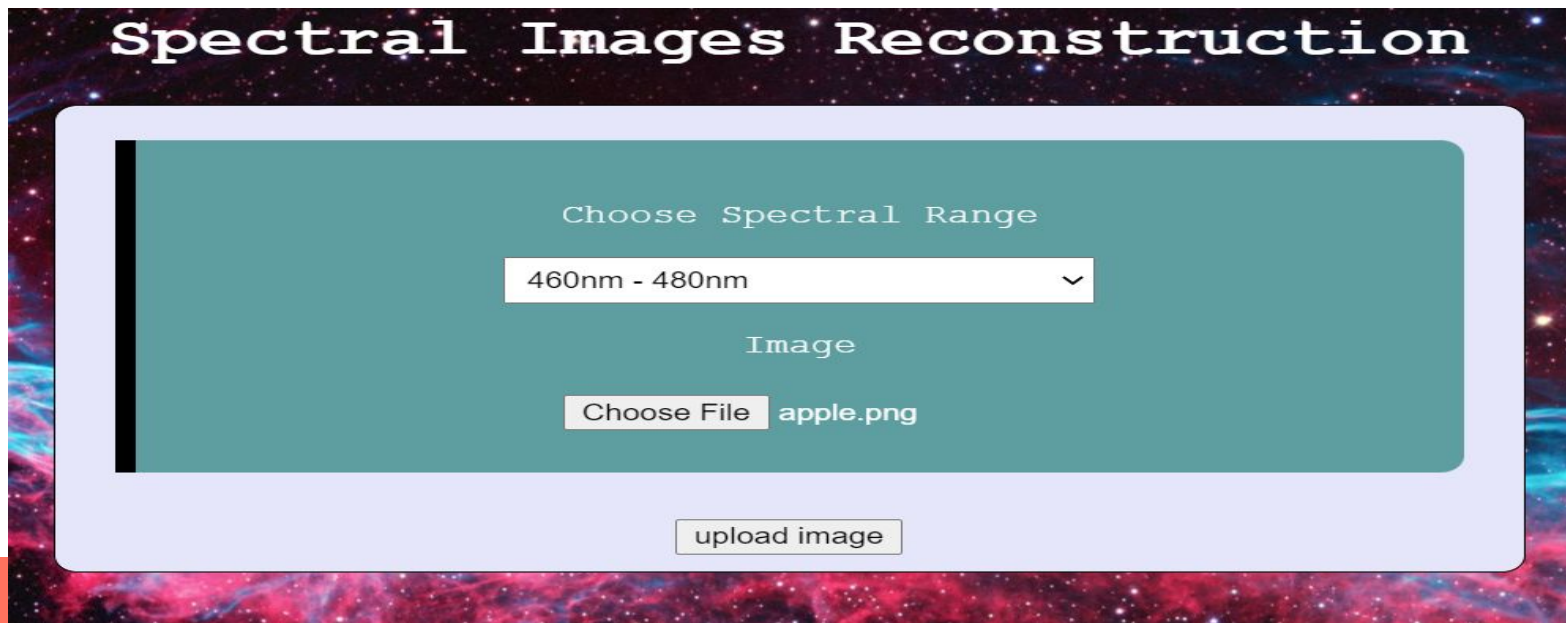 Spectral Images Reconstruction
Choose Spectral Range
460nm - 480nm
Image
Choose File apple.png
upload image